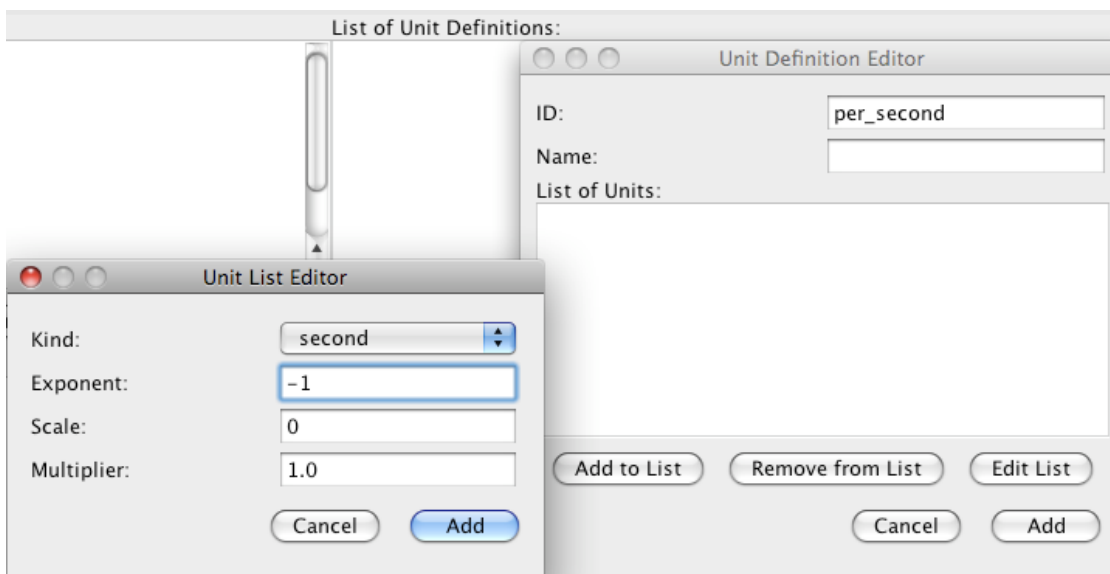 List of Unit Definitions:
Unit Definition Editor
ID: per_second
Name:
List of Units:
Add to List Remove from List Edit List
Cancel Add
Unit List Editor
Kind: second
Exponent: -1
Scale: 0
Multiplier: 1.0
Cancel Add